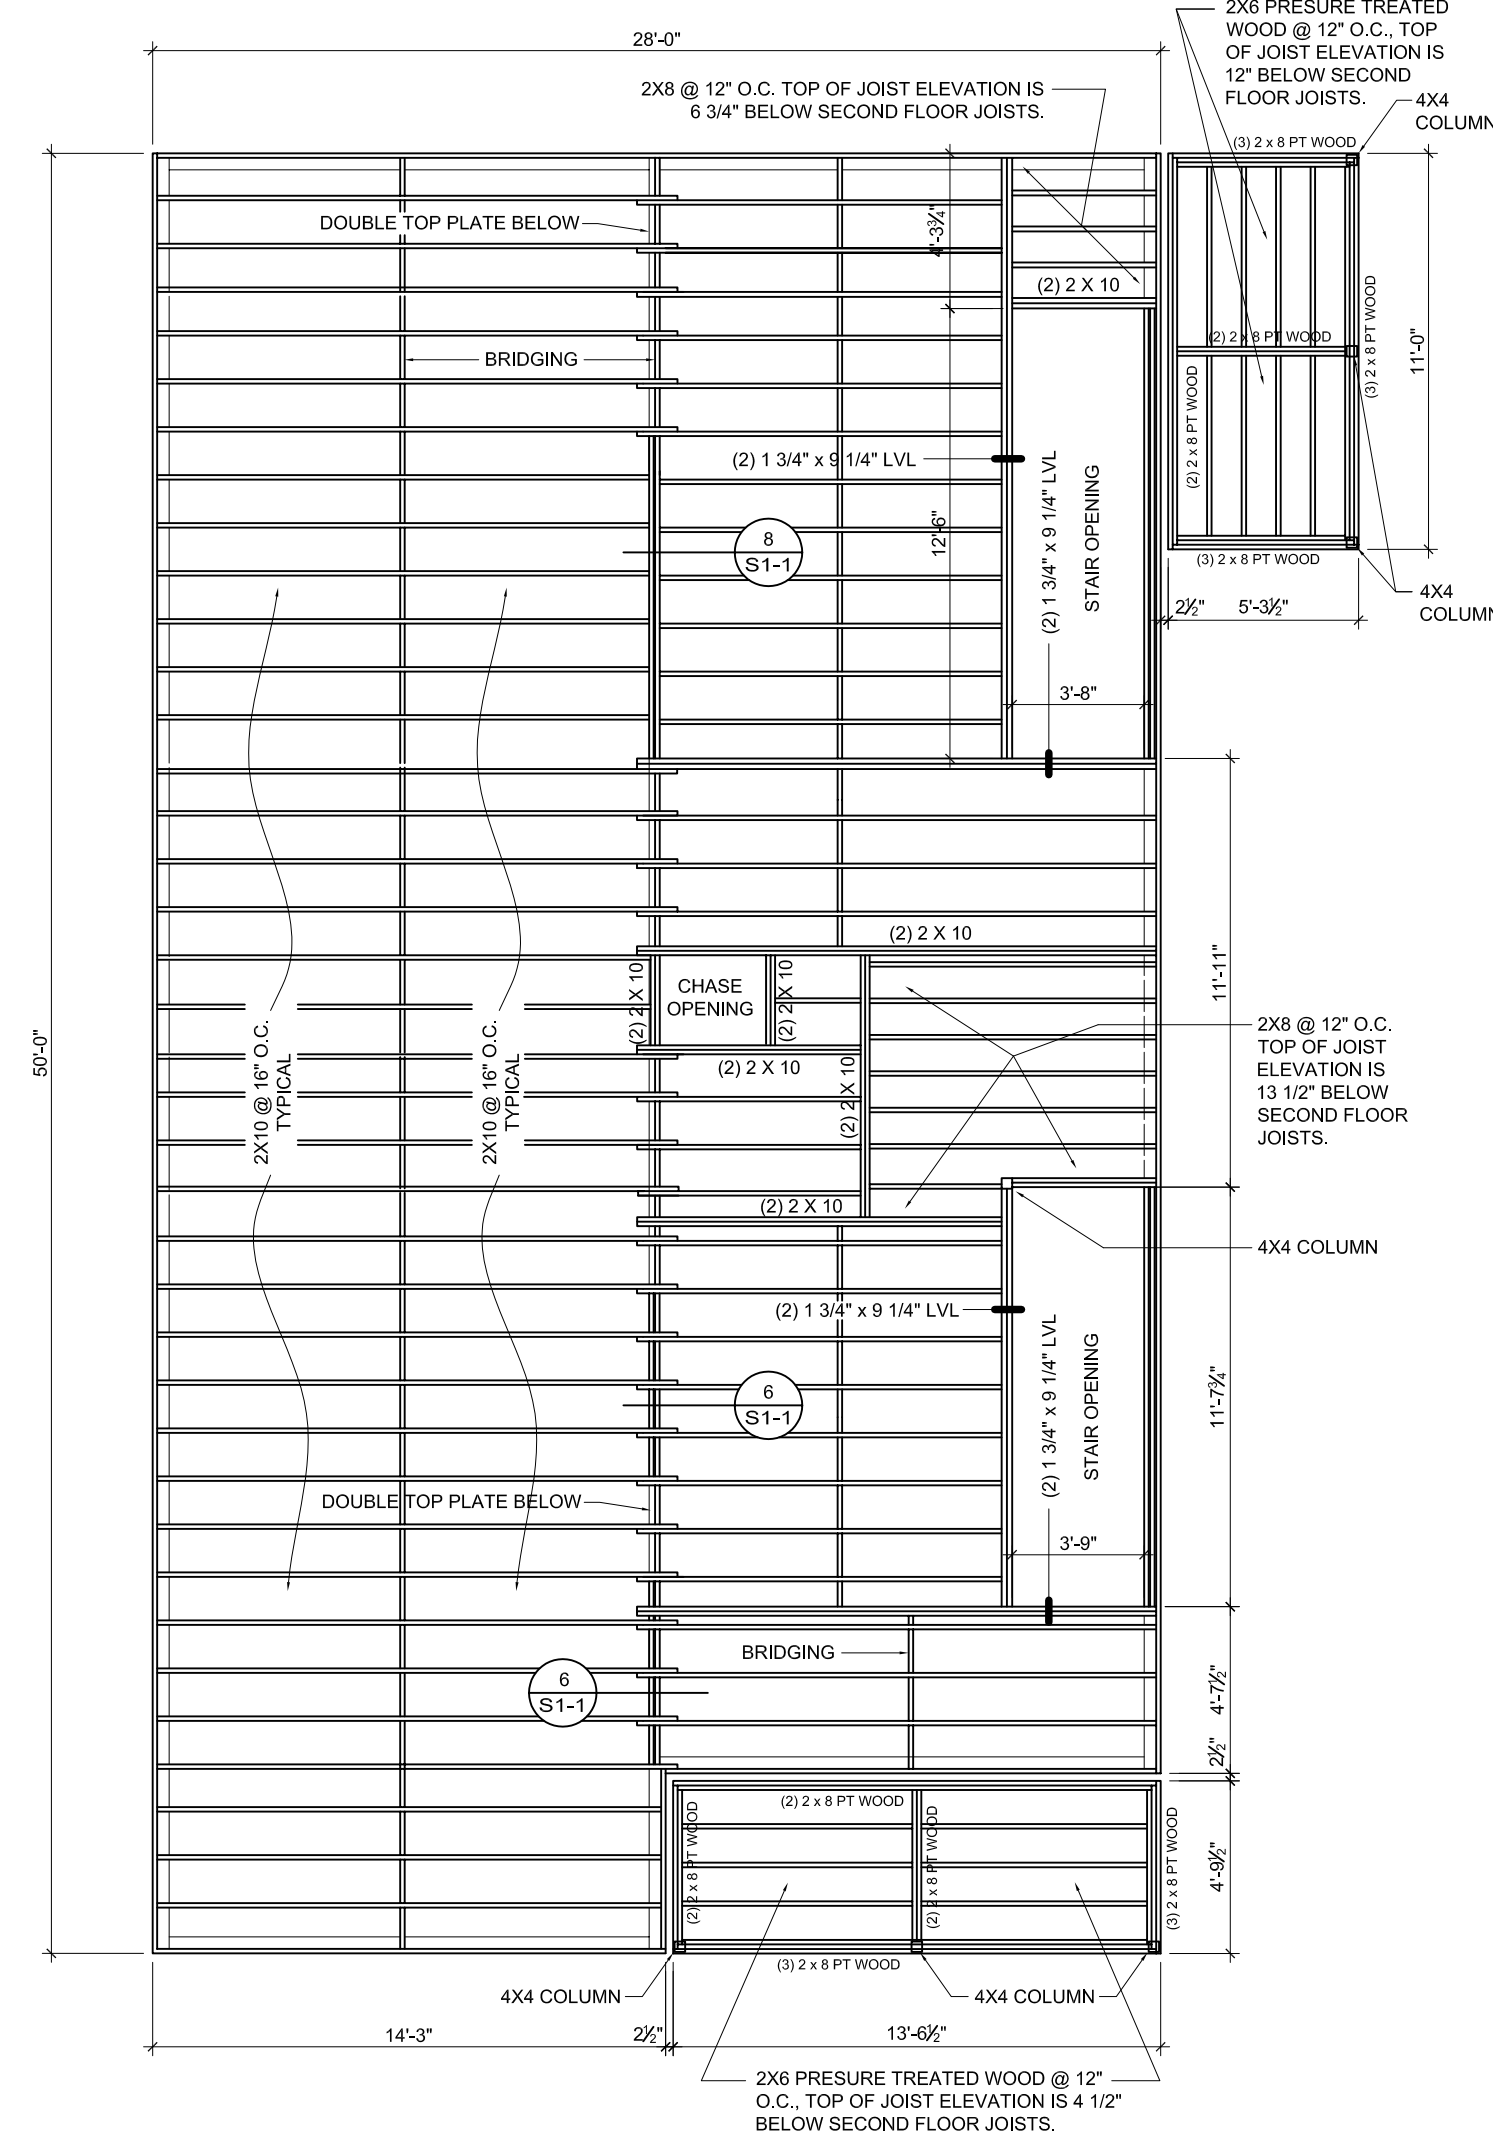 2X6 PRESURE TREATED
WOOD @ 12" O.C., TOP
OF JOIST ELEVATION IS
12" BELOW SECOND
FLOOR JOISTS.
28'-0"
2X8 @ 12" O.C. TOP OF JOIST ELEVATION IS
6 3/4" BELOW SECOND FLOOR JOISTS.
4X4
COLUMN
(3) 2 x 8 PT WOOD
DOUBLE TOP PLATE BELOW
4'-3¾"
(2) 2 X 10
(2) 2 x 8 PT WOOD
(3) 2 x 8 PT WOOD
11'-0"
BRIDGING
(2) 2 x 8 PT WOOD
(2) 1 3/4" x 9 1/4" LVL
(2) 1 3/4" x 9 1/4" LVL
STAIR OPENING
12'-6"
8
S1-1
(3) 2 x 8 PT WOOD
4X4
COLUMN
2½"
5'-3½"
3'-8"
(2) 2 X 10
11'-11"
(2) 2 X 10
CHASE
OPENING
(2) 2 X 10
50'-0"
2X10 @ 16" O.C.
TYPICAL
2X10 @ 16" O.C.
TYPICAL
(2) 2 X 10
(2) 2 X 10
2X8 @ 12" O.C.
TOP OF JOIST
ELEVATION IS
13 1/2" BELOW
SECOND FLOOR
JOISTS.
(2) 2 X 10
4X4 COLUMN
(2) 1 3/4" x 9 1/4" LVL
(2) 1 3/4" x 9 1/4" LVL
STAIR OPENING
11'-7¾"
6
S1-1
DOUBLE TOP PLATE BELOW
3'-9"
BRIDGING
6
S1-1
4'-7½"
2½"
(2) 2 x 8 PT WOOD
(2) 2 x 8 PT WOOD
(2) 2 x 8 PT WOOD
(3) 2 x 8 PT WOOD
4'-9½"
(3) 2 x 8 PT WOOD
4X4 COLUMN
4X4 COLUMN
14'-3"
2½"
13'-6½"
2X6 PRESURE TREATED WOOD @ 12"
O.C., TOP OF JOIST ELEVATION IS 4 1/2"
BELOW SECOND FLOOR JOISTS.